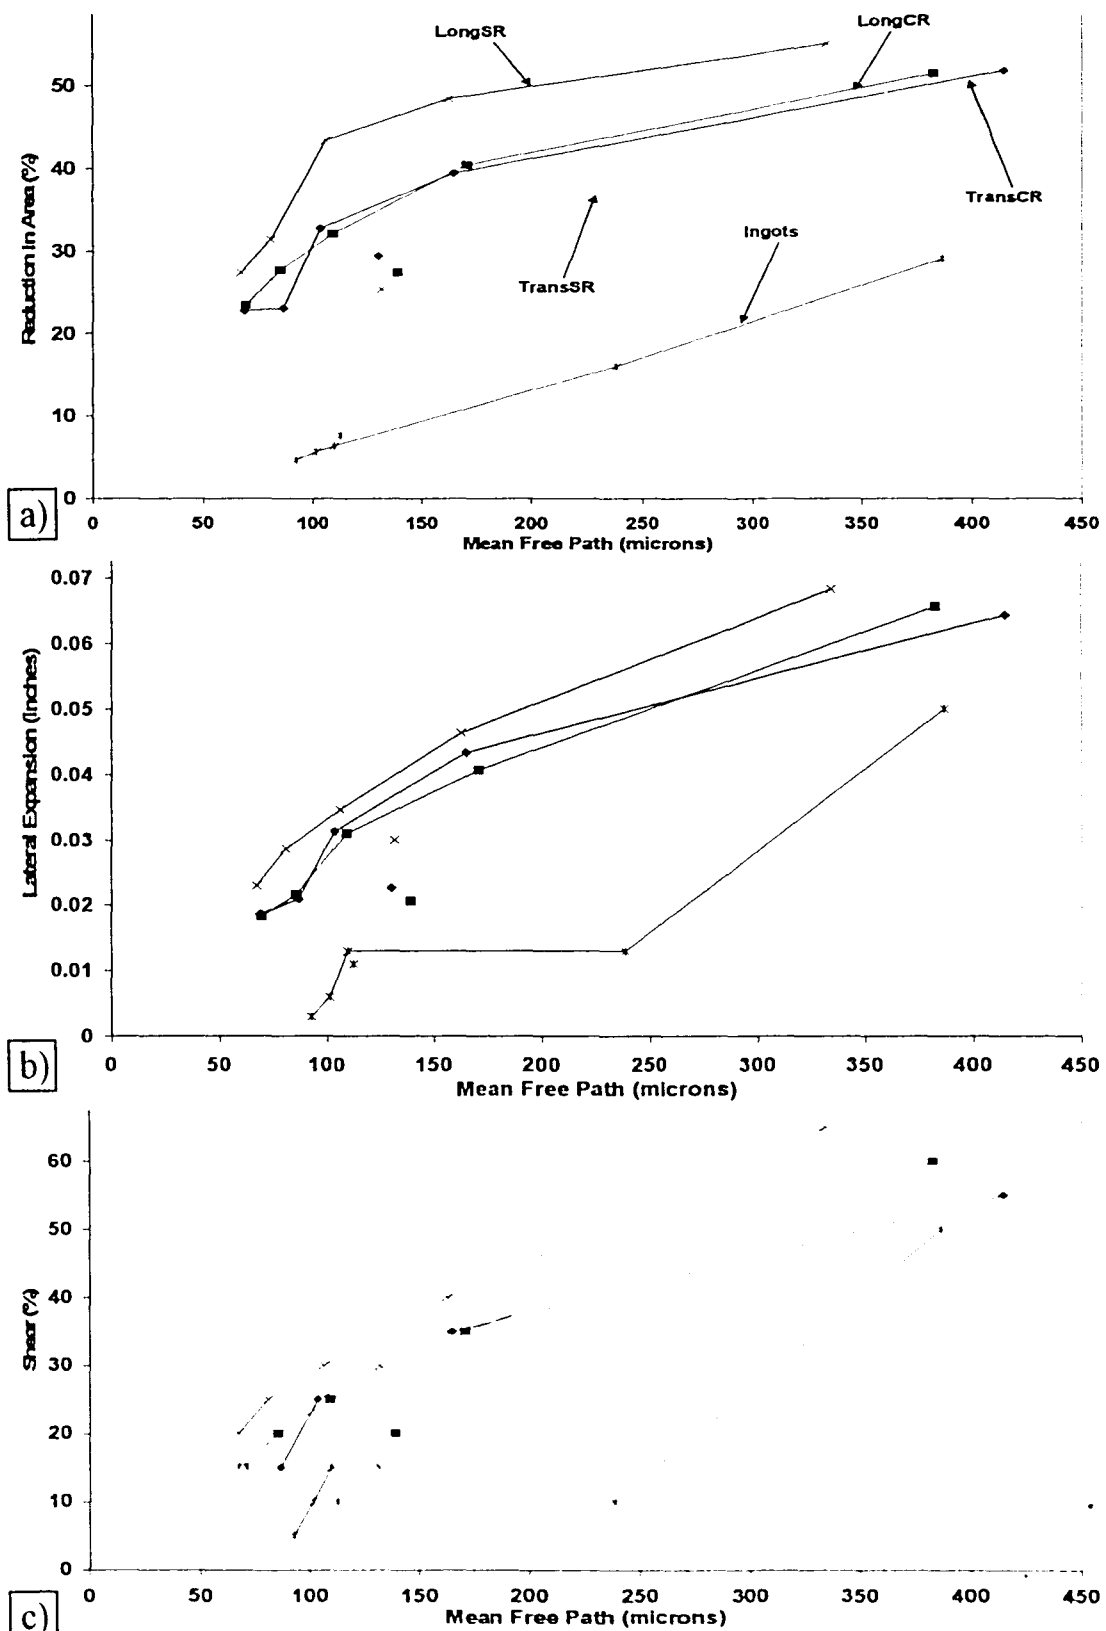 LongSR
LongCR
50
40
30
20
10
0
Reduction in Area (%)
TransCR
Ingots
TransSR
a)
0 50 100 150 200 250 300 350 400 450
Mean Free Path (microns)
0.07
0.06
0.05
0.04
0.03
0.02
0.01
0
Lateral Expansion (Inches)
b)
0 50 100 150 200 250 300 350 400 450
Mean Free Path (microns)
60
50
40
30
20
10
0
Shear (%)
c)
0 50 100 150 200 250 300 350 400 450
Mean Free Path (microns)